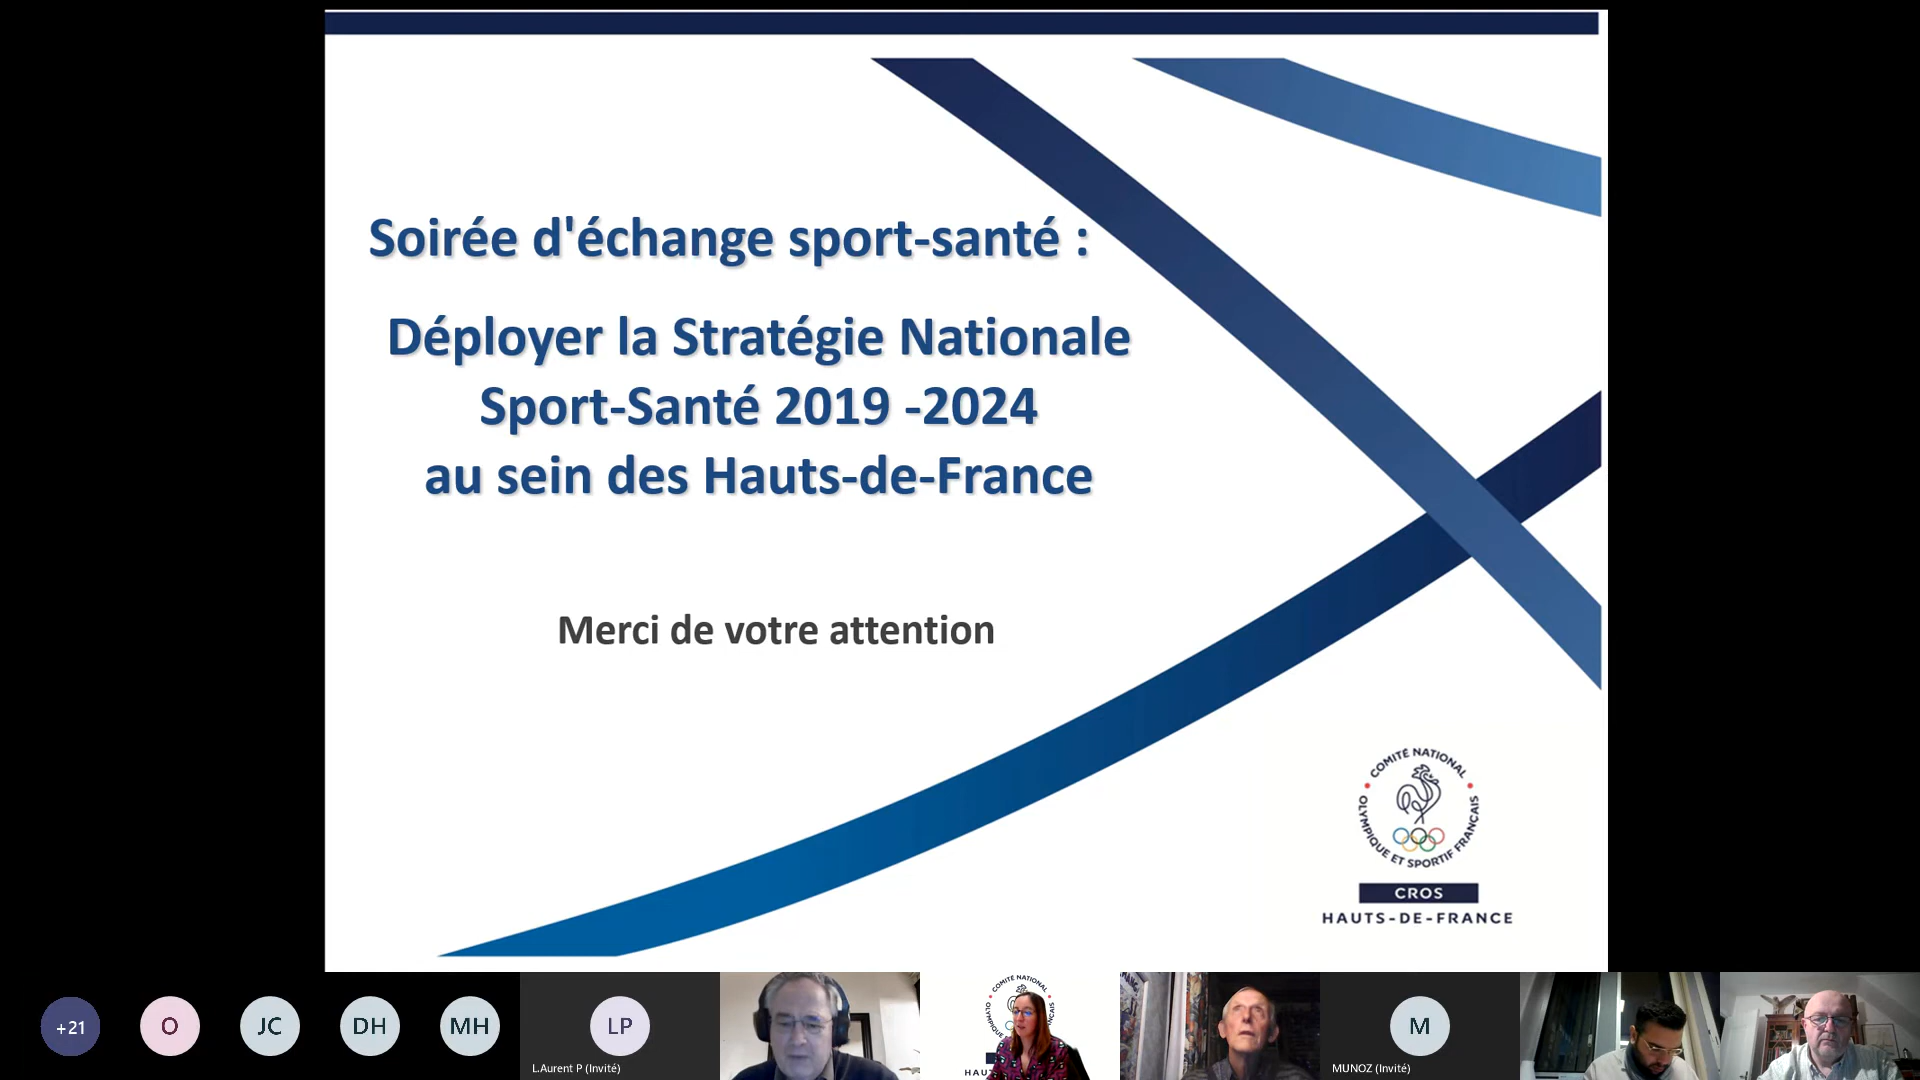 Soirée d'échange sport-santé :
Déployer la Stratégie Nationale
Sport-Santé 2019 -2024
au sein des Hauts-de-France
Merci de votre attention
COMITÉ NATIONAL
OLYMPIQUE ET SPORTIF FRANÇAIS
CROS
HAUTS-DE-FRANCE
+21
O
JC
DH
MH
LP
L.Aurent P (Invité)
COMITÉ NATIONAL
M
MUNOZ (Invité)